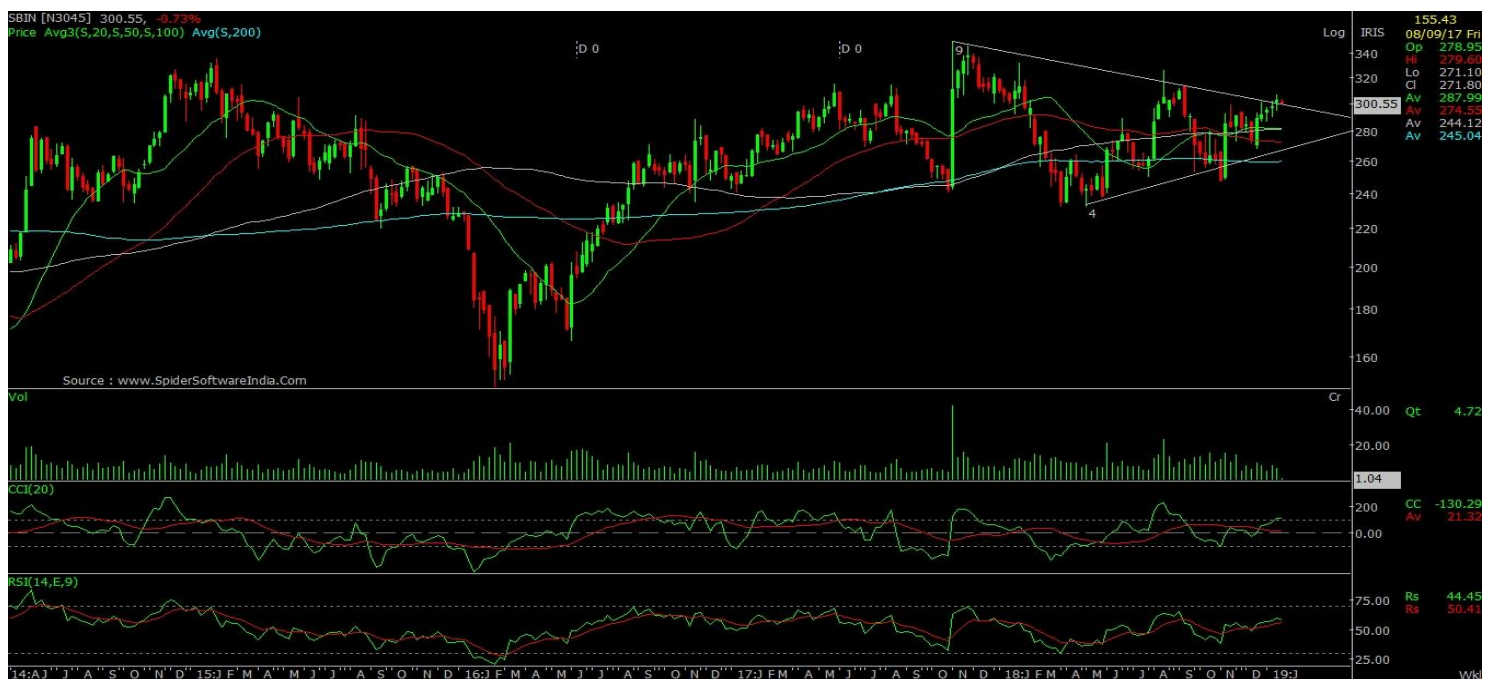 SBIN [N3045] 300.55, -0.73%
Price Avg3(S,20,S,50,S,100) Avg(S,200)
Log IRIS
155.43
08/09/17 Fri
Op 278.95
Hi 279.60
Lo 271.10
Cl 271.80
Av 287.99
Av 274.55
Av 244.12
Av 245.04
D 0
D 0
9
4
340
320
300.55
280
260
240
220
200
180
160
Source : www.SpiderSoftwareIndia.Com
Vol
Cr
40.00
20.00
1.04
Qt 4.72
CCI(20)
200
0.00
CC -130.29
Av 21.32
RSI(14,E,9)
75.00
50.00
25.00
Rs 44.45
Rs 50.41
14:AJ J A S O N D 15:J F M A M J J A S O N D 16:J F M A M J J A S O N D 17:J F M A M J J A S O N D 18:J F M A M J J A S O N D 19:J
Wkl